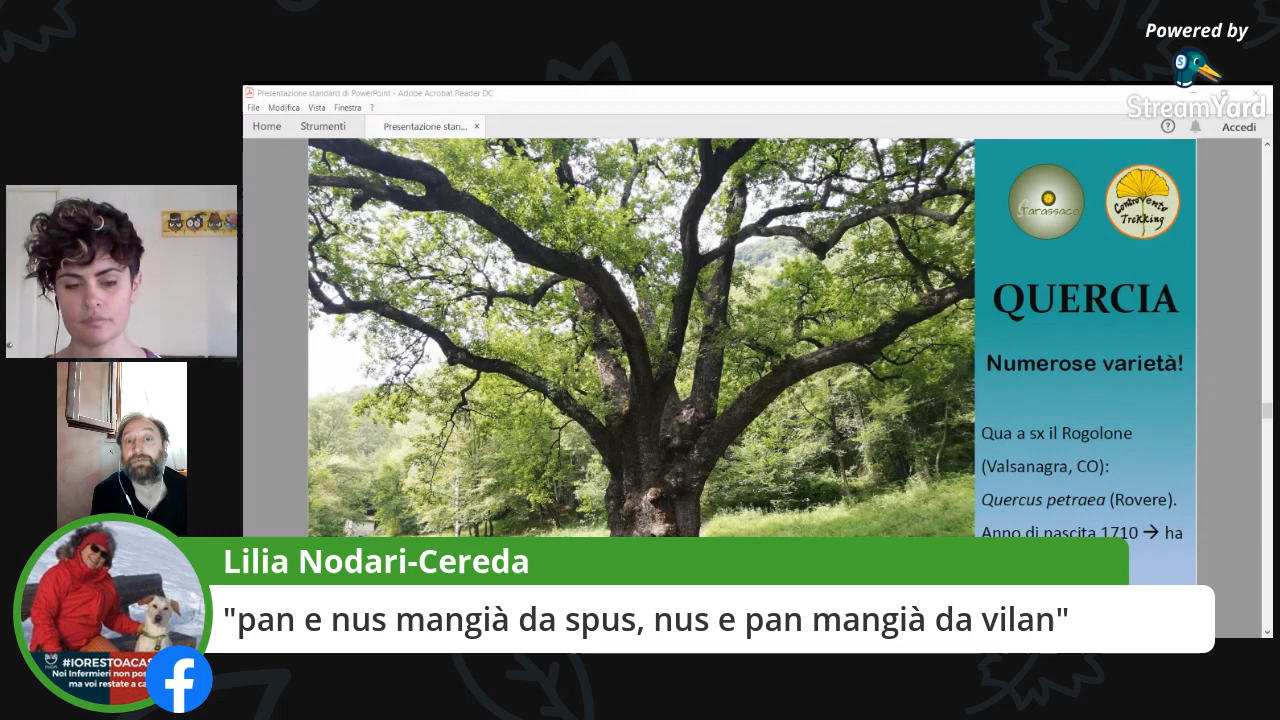 Powered by
StreamYard
Presentazione standard di PowerPoint - Adobe Acrobat Reader DC
File Modifica Vista Finestra ?
Home Strumenti Presentazione stan... × Accedi
Tarassaco
ControVento
Trekking
QUERCIA
Numerose varietà!
Qua a sx il Rogolone
(Valsanagra, CO):
Quercus petraea (Rovere).
Anno di nascita 1710 → ha
Lilia Nodari-Cereda
"pan e nus mangià da spus, nus e pan mangià da vilan"
#IORESTOACAS
Noi Infermieri non pos
ma voi restate a ca